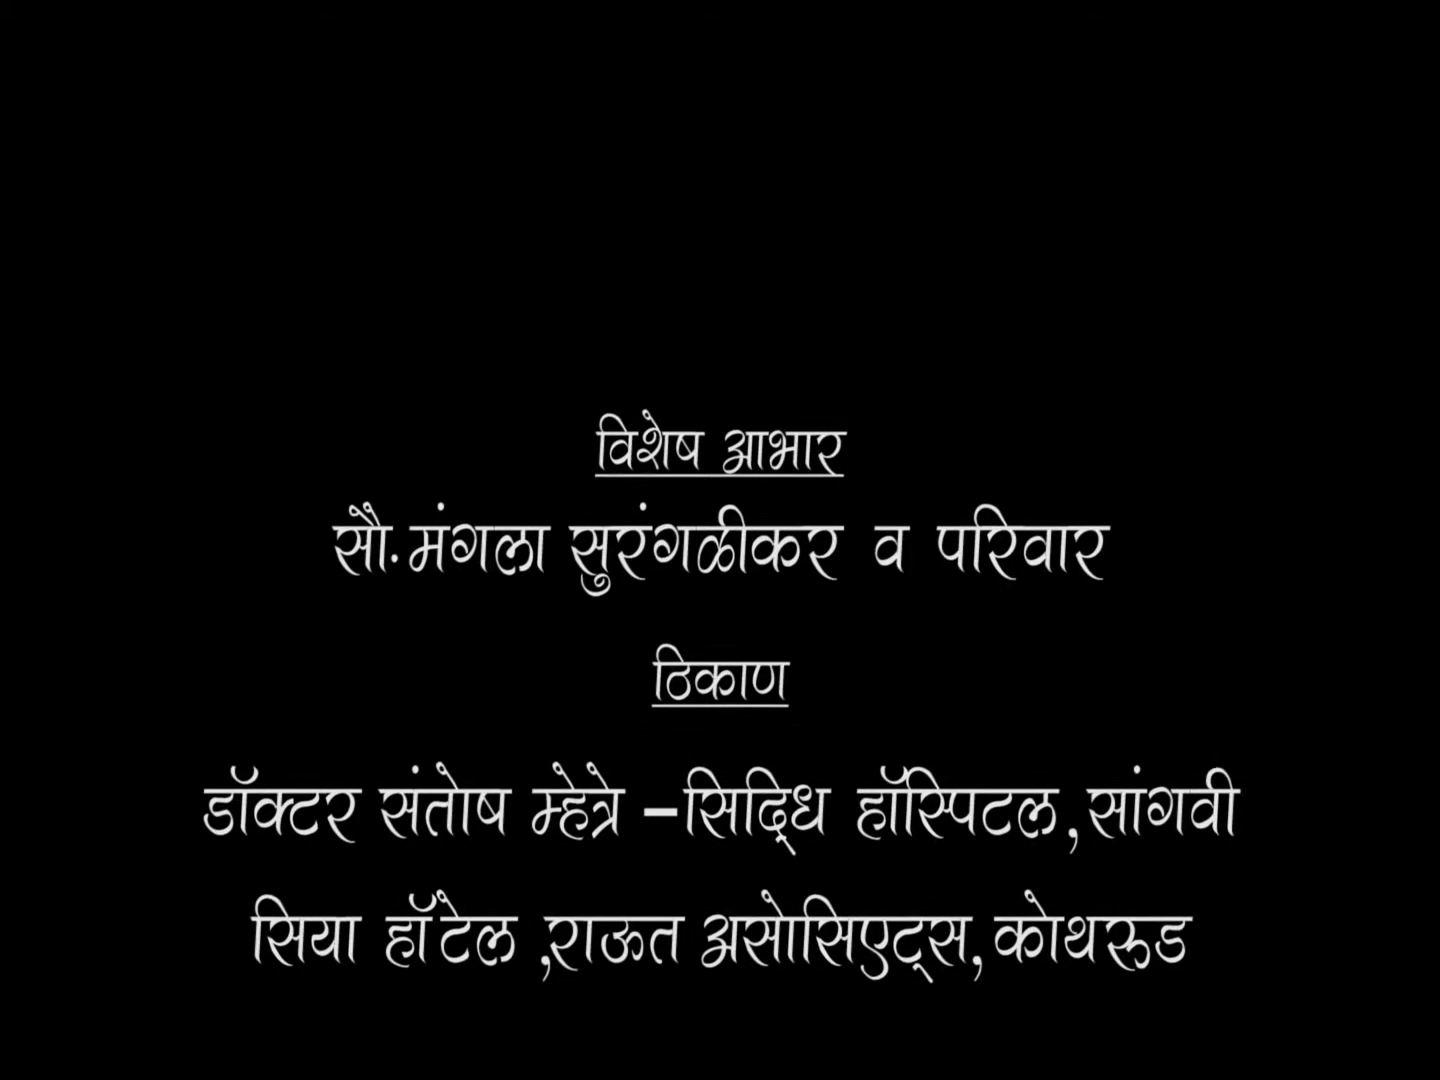 विशेष आभार
सौ. मंगला सुरंगळीकर व परिवार
ठिकाण
डॉक्टर संतोष म्हेत्रे -सिद्धि हॉस्पिटल,सांगवी
सिया हॉटेल ,राऊत असोसिएट्स,कोथरूड